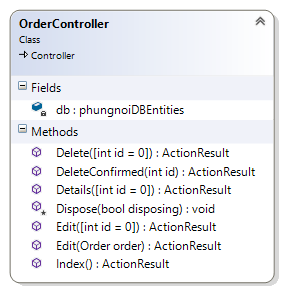 OrderController
Class
Controller
Fields
db : phungnoiDBEntities
Methods
Delete([int id = 0]) : ActionResult
DeleteConfirmed(int id) : ActionResult
Details([int id = 0]) : ActionResult
Dispose(bool disposing) : void
Edit([int id = 0]) : ActionResult
Edit(Order order) : ActionResult
Index() : ActionResult